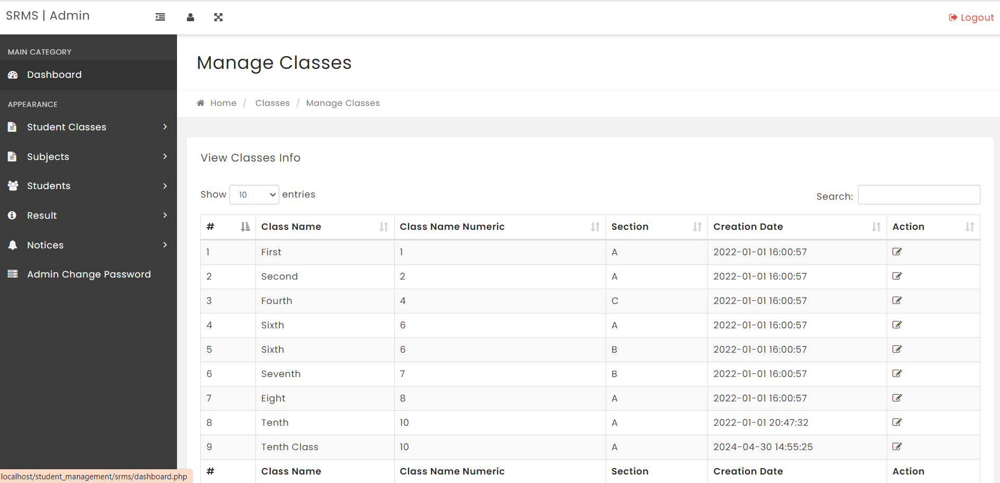 SRMS | Admin
Logout
MAIN CATEGORY
Dashboard
APPEARANCE
Student Classes
Subjects
Students
Result
Notices
Admin Change Password
Manage Classes
Home / Classes / Manage Classes
View Classes Info
Show 10 entries
Search:
# Class Name Class Name Numeric Section Creation Date Action
1 First 1 A 2022-01-01 16:00:57
2 Second 2 A 2022-01-01 16:00:57
3 Fourth 4 C 2022-01-01 16:00:57
4 Sixth 6 A 2022-01-01 16:00:57
5 Sixth 6 B 2022-01-01 16:00:57
6 Seventh 7 B 2022-01-01 16:00:57
7 Eight 8 A 2022-01-01 16:00:57
8 Tenth 10 A 2022-01-01 20:47:32
9 Tenth Class 10 A 2024-04-30 14:55:25
# Class Name Class Name Numeric Section Creation Date Action
localhost/student_management/srms/dashboard.php